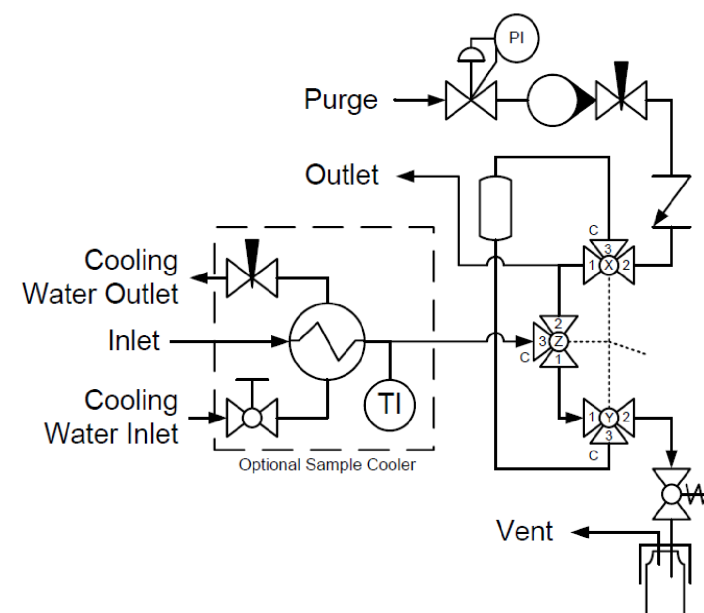 PI
Purge
Outlet
C
3
1 X 2
Cooling
Water Outlet
2
Inlet
3 Z
C
1
Cooling
Water Inlet
TI
1 Y 2
3
C
Optional Sample Cooler
Vent